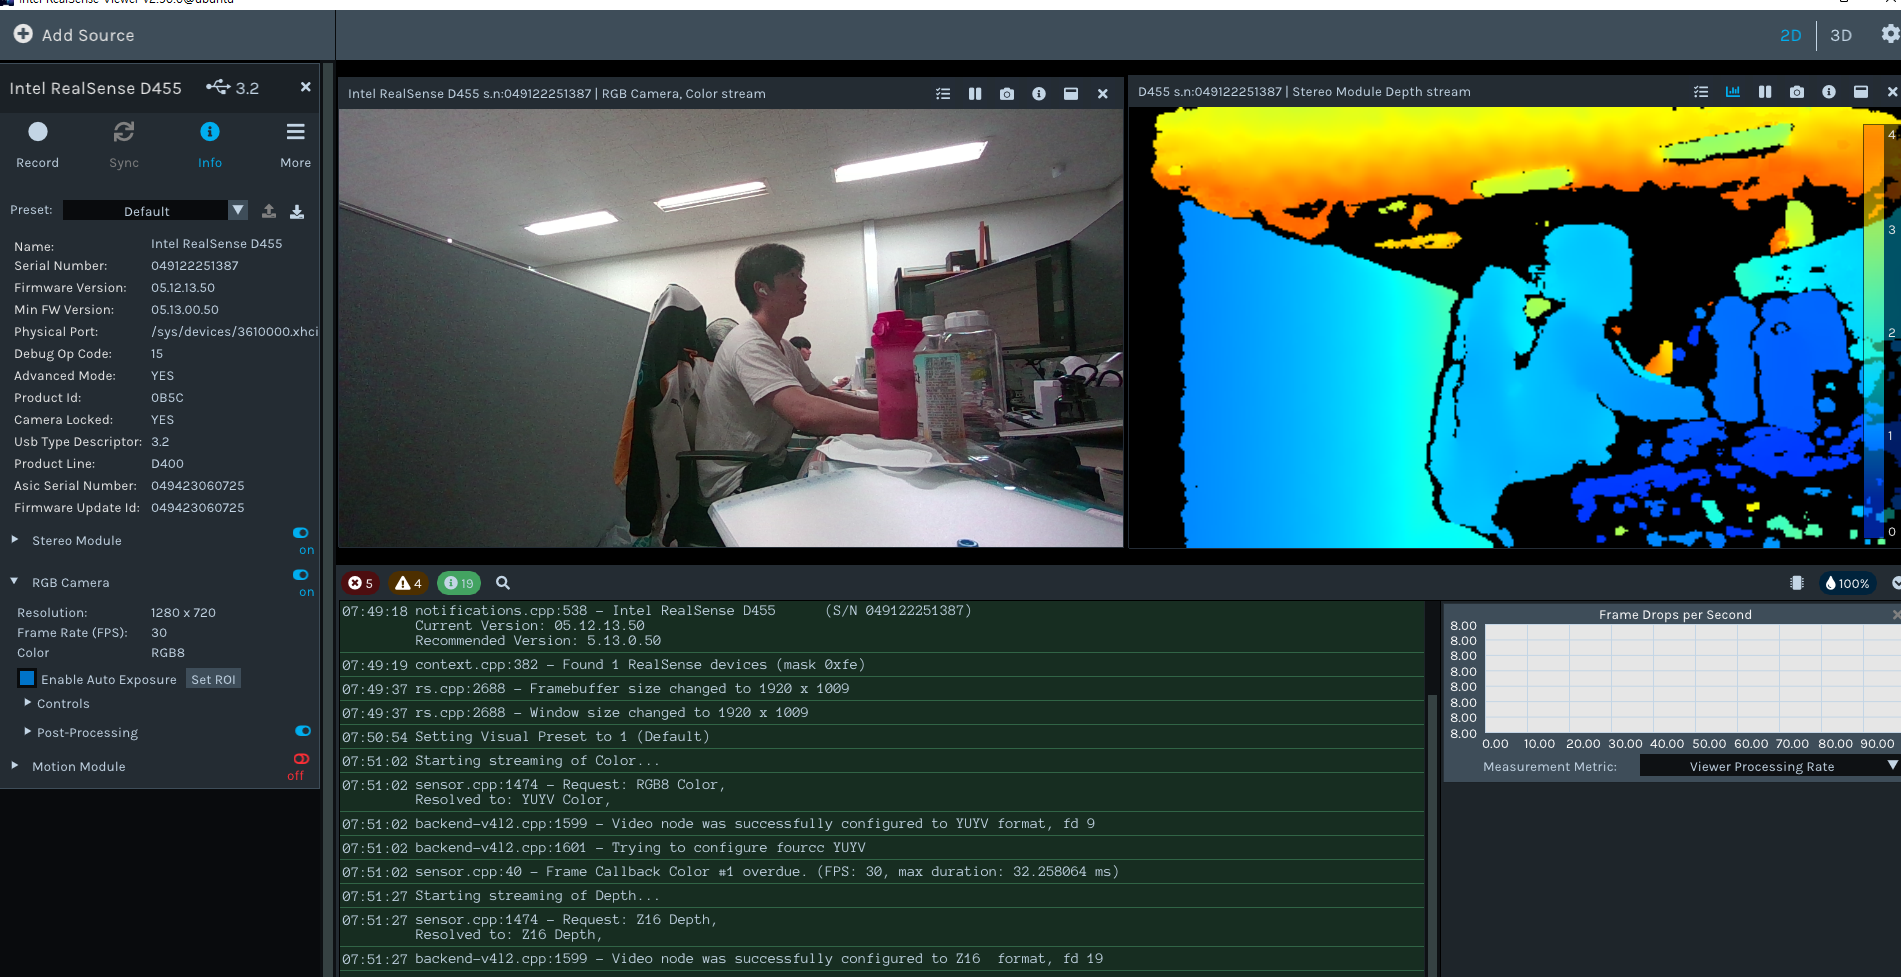 Intel RealSense Viewer v2.50.0@ubuntu
Add Source
2D 3D
Intel RealSense D455 3.2
Record Sync Info More
Preset: Default
Name: Intel RealSense D455
Serial Number: 049122251387
Firmware Version: 05.12.13.50
Min FW Version: 05.13.00.50
Physical Port: /sys/devices/3610000.xhci
Debug Op Code: 15
Advanced Mode: YES
Product Id: 0B5C
Camera Locked: YES
Usb Type Descriptor: 3.2
Product Line: D400
Asic Serial Number: 049423060725
Firmware Update Id: 049423060725
Stereo Module
on
RGB Camera
on
Resolution: 1280 x 720
Frame Rate (FPS): 30
Color RGB8
Enable Auto Exposure Set ROI
Controls
Post-Processing
Motion Module
off
Intel RealSense D455 s.n:049122251387 | RGB Camera, Color stream
D455 s.n:049122251387 | Stereo Module Depth stream
4
3
2
1
0
5 4 19
100%
07:49:18 notifications.cpp:538 - Intel RealSense D455 (S/N 049122251387)
Current Version: 05.12.13.50
Recommended Version: 5.13.0.50
07:49:19 context.cpp:382 - Found 1 RealSense devices (mask 0xfe)
07:49:37 rs.cpp:2688 - Framebuffer size changed to 1920 x 1009
07:49:37 rs.cpp:2688 - Window size changed to 1920 x 1009
07:50:54 Setting Visual Preset to 1 (Default)
07:51:02 Starting streaming of Color...
07:51:02 sensor.cpp:1474 - Request: RGB8 Color,
Resolved to: YUYV Color,
07:51:02 backend-v4l2.cpp:1599 - Video node was successfully configured to YUYV format, fd 9
07:51:02 backend-v4l2.cpp:1601 - Trying to configure fourcc YUYV
07:51:02 sensor.cpp:40 - Frame Callback Color #1 overdue. (FPS: 30, max duration: 32.258064 ms)
07:51:27 Starting streaming of Depth...
07:51:27 sensor.cpp:1474 - Request: Z16 Depth,
Resolved to: Z16 Depth,
07:51:27 backend-v4l2.cpp:1599 - Video node was successfully configured to Z16 format, fd 19
Frame Drops per Second
8.00
8.00
8.00
8.00
8.00
8.00
8.00
8.00
0.00 10.00 20.00 30.00 40.00 50.00 60.00 70.00 80.00 90.00
Measurement Metric: Viewer Processing Rate